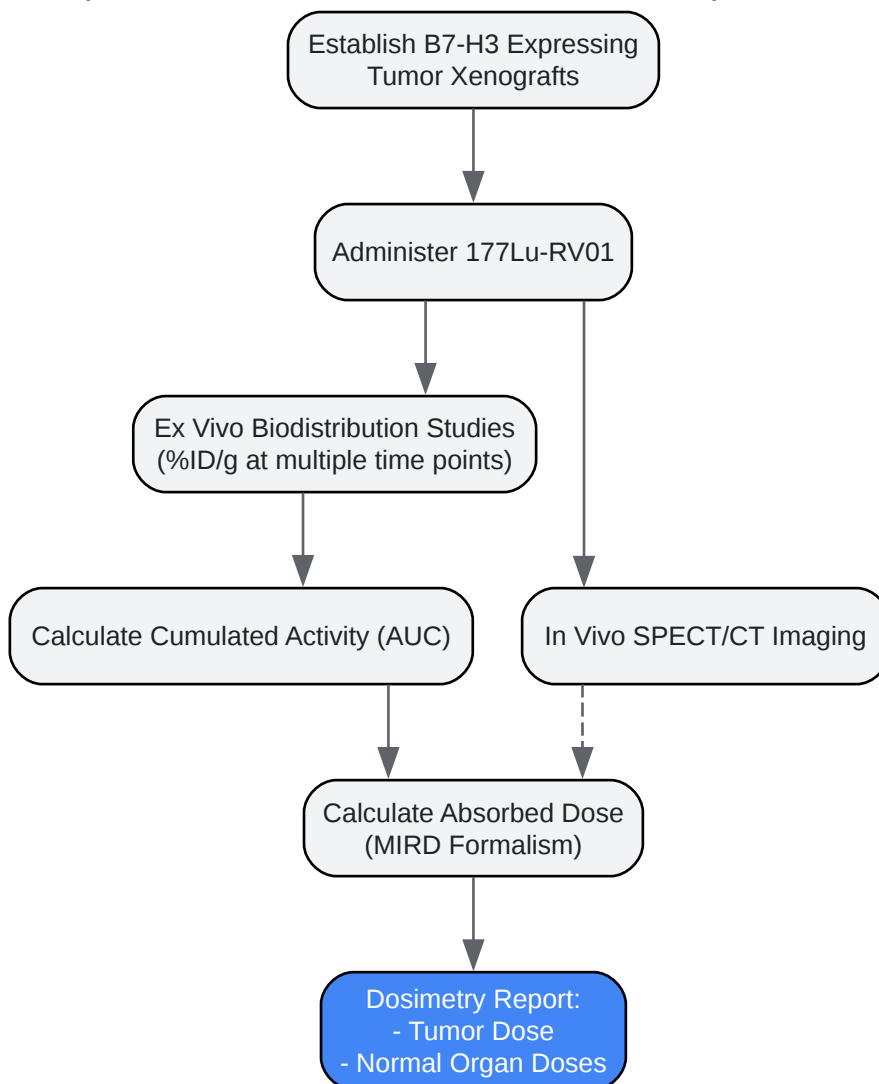 Establish B7-H3 Expressing
Tumor Xenografts
Administer 177Lu-RV01
Ex Vivo Biodistribution Studies
(%ID/g at multiple time points)
Calculate Cumulated Activity (AUC)
In Vivo SPECT/CT Imaging
Calculate Absorbed Dose
(MIRD Formalism)
Dosimetry Report:
- Tumor Dose
- Normal Organ Doses